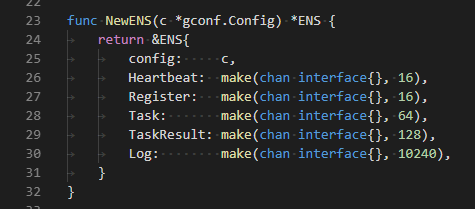 22
23 func NewENS(c *gconf.Config) *ENS {
24     return &ENS{
25         config:     c,
26         Heartbeat:  make(chan interface{}, 16),
27         Register:   make(chan interface{}, 16),
28         Task:       make(chan interface{}, 64),
29         TaskResult: make(chan interface{}, 128),
30         Log:        make(chan interface{}, 10240),
31     }
32 }
33